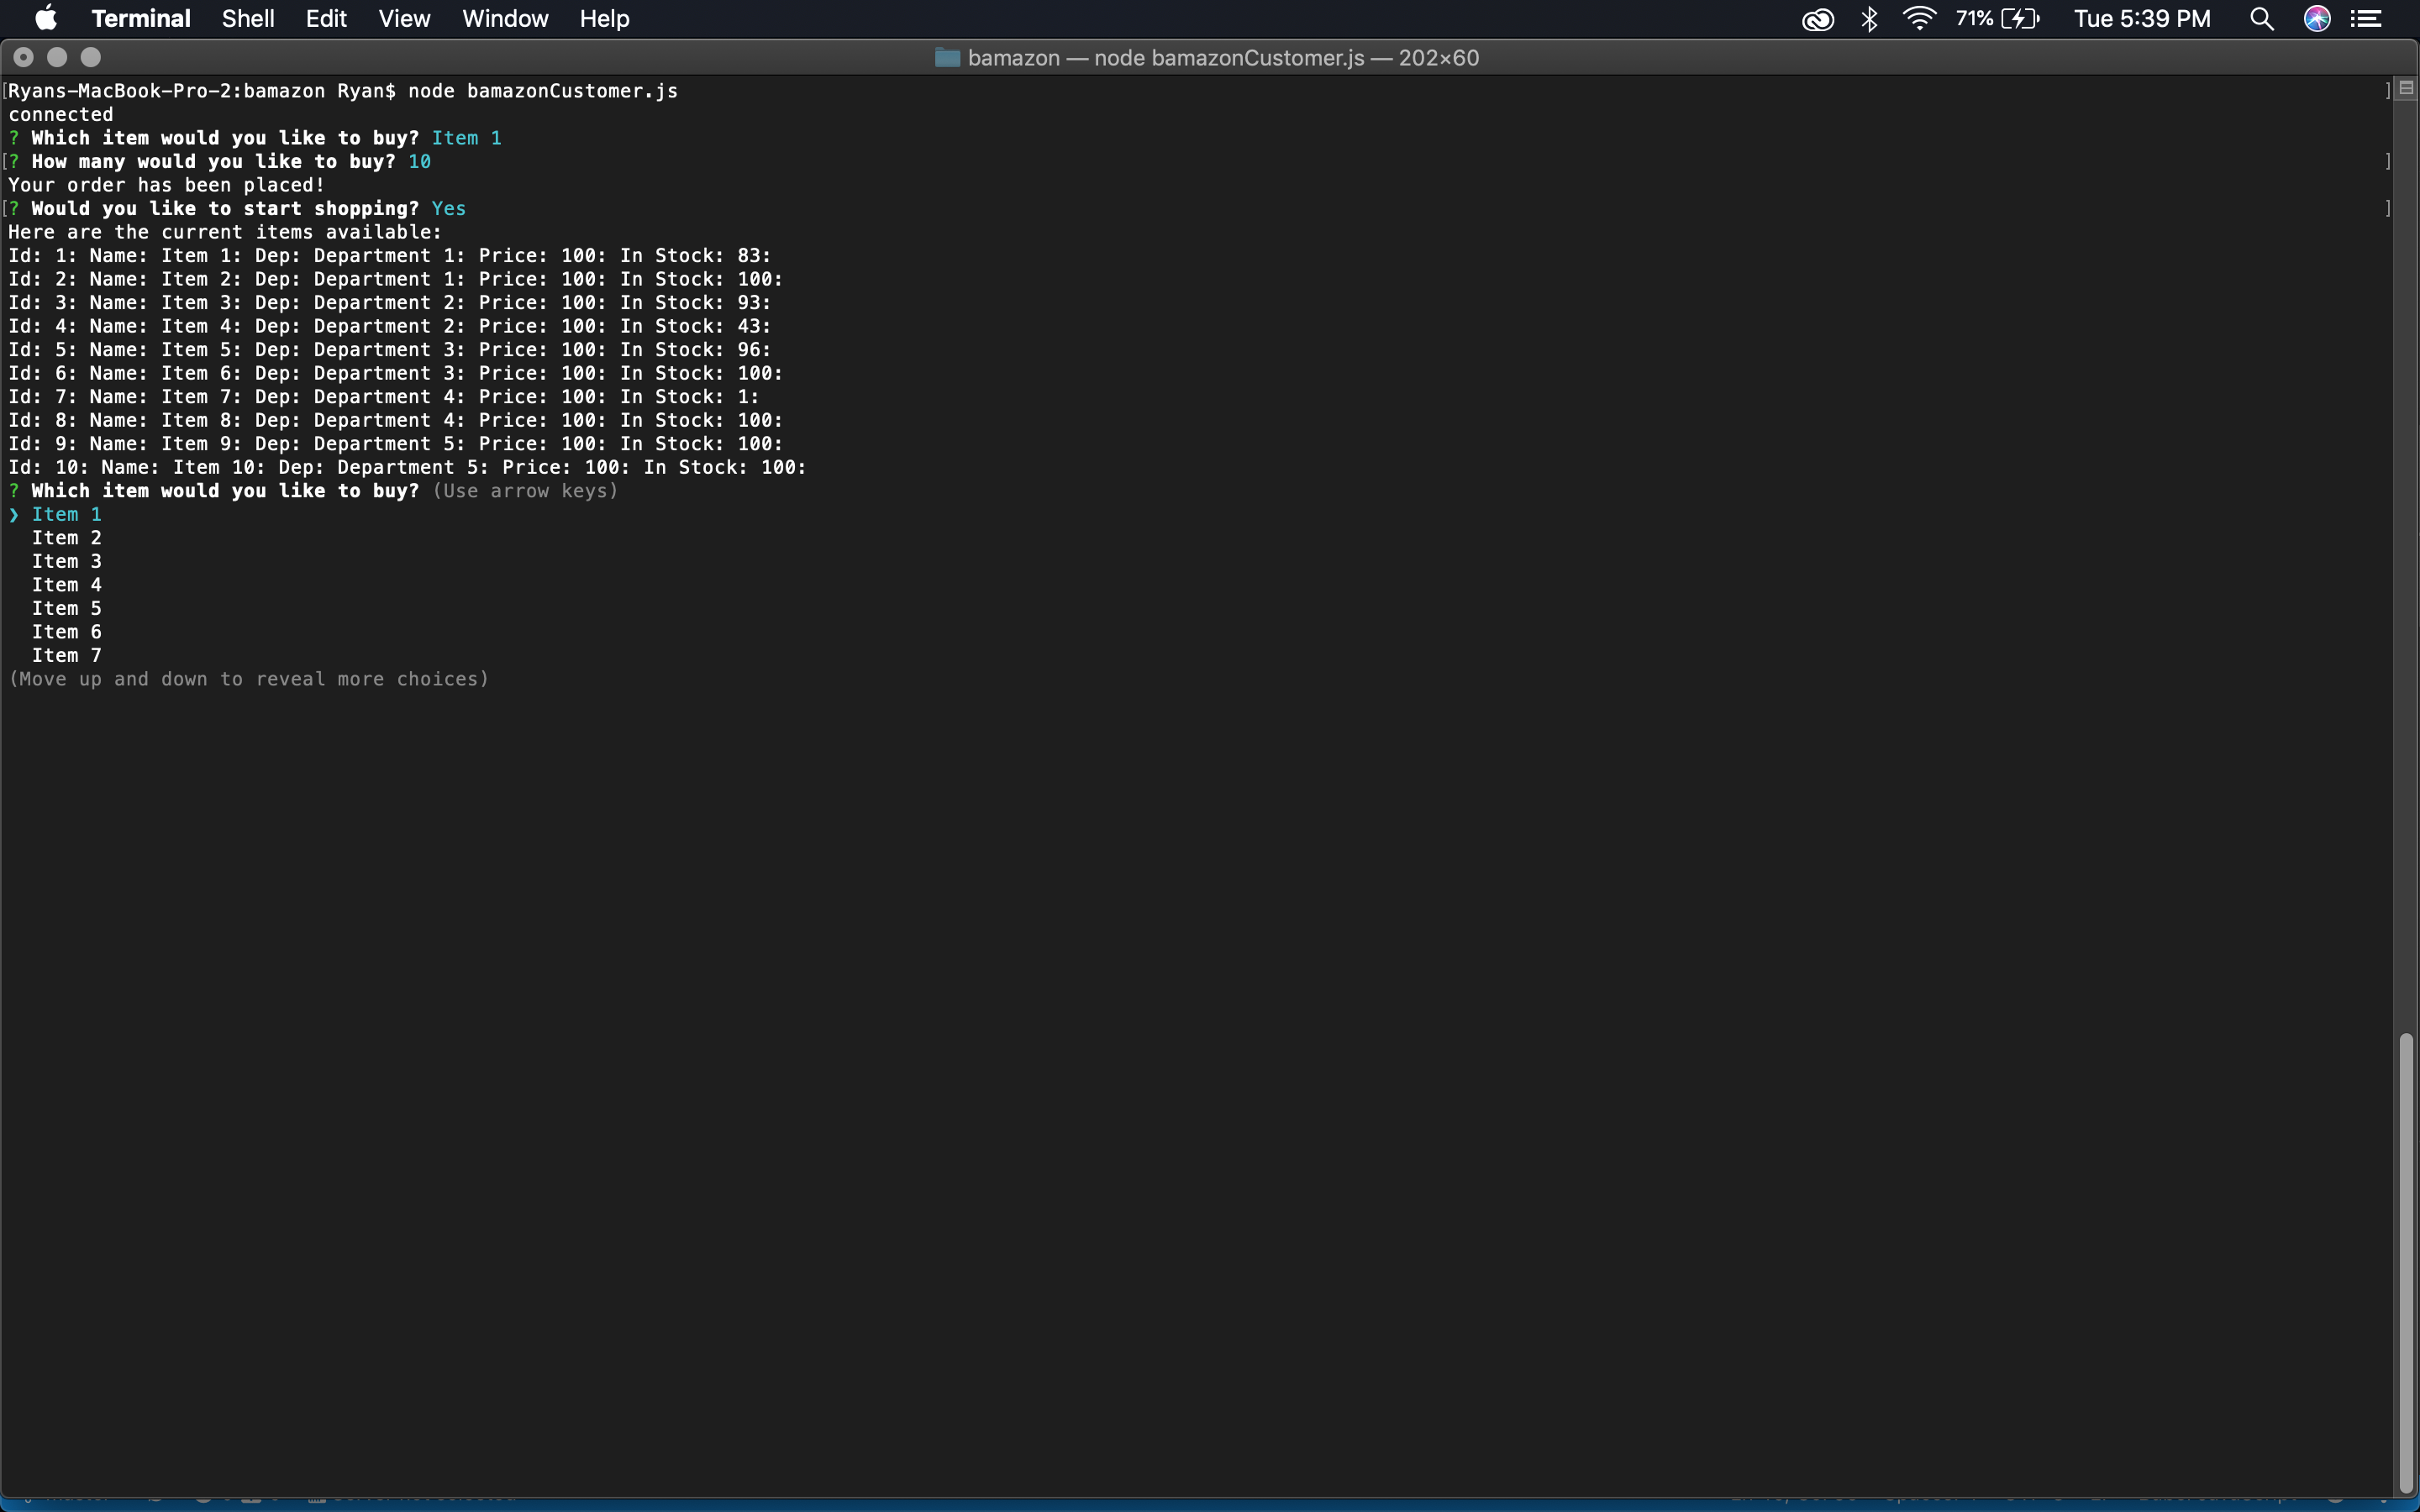 Terminal Shell Edit View Window Help 71% Tue 5:39 PM
bamazon — node bamazonCustomer.js — 202×60
[Ryans-MacBook-Pro-2:bamazon Ryan$ node bamazonCustomer.js ]
connected
? Which item would you like to buy? Item 1
[? How many would you like to buy? 10 ]
Your order has been placed!
[? Would you like to start shopping? Yes ]
Here are the current items available:
Id: 1: Name: Item 1: Dep: Department 1: Price: 100: In Stock: 83:
Id: 2: Name: Item 2: Dep: Department 1: Price: 100: In Stock: 100:
Id: 3: Name: Item 3: Dep: Department 2: Price: 100: In Stock: 93:
Id: 4: Name: Item 4: Dep: Department 2: Price: 100: In Stock: 43:
Id: 5: Name: Item 5: Dep: Department 3: Price: 100: In Stock: 96:
Id: 6: Name: Item 6: Dep: Department 3: Price: 100: In Stock: 100:
Id: 7: Name: Item 7: Dep: Department 4: Price: 100: In Stock: 1:
Id: 8: Name: Item 8: Dep: Department 4: Price: 100: In Stock: 100:
Id: 9: Name: Item 9: Dep: Department 5: Price: 100: In Stock: 100:
Id: 10: Name: Item 10: Dep: Department 5: Price: 100: In Stock: 100:
? Which item would you like to buy? (Use arrow keys)
❯ Item 1
Item 2
Item 3
Item 4
Item 5
Item 6
Item 7
(Move up and down to reveal more choices)